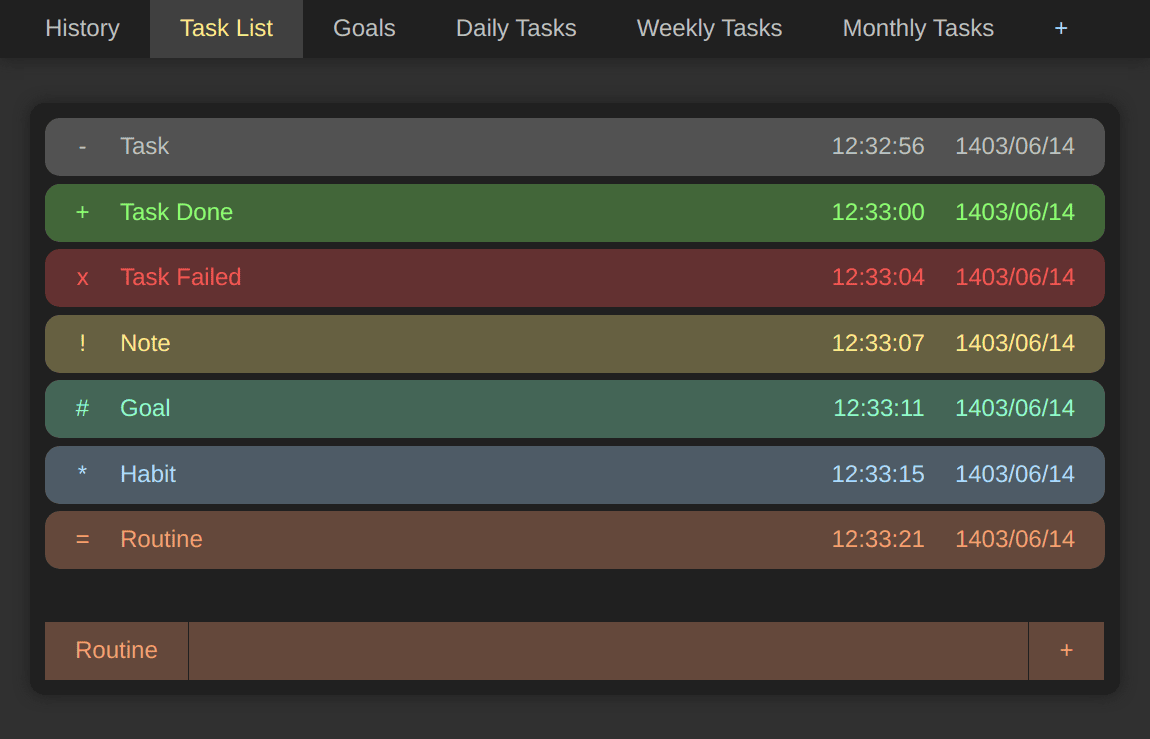 History Task List Goals Daily Tasks Weekly Tasks Monthly Tasks +
- Task 12:32:56 1403/06/14
+ Task Done 12:33:00 1403/06/14
x Task Failed 12:33:04 1403/06/14
! Note 12:33:07 1403/06/14
# Goal 12:33:11 1403/06/14
* Habit 12:33:15 1403/06/14
= Routine 12:33:21 1403/06/14
Routine +